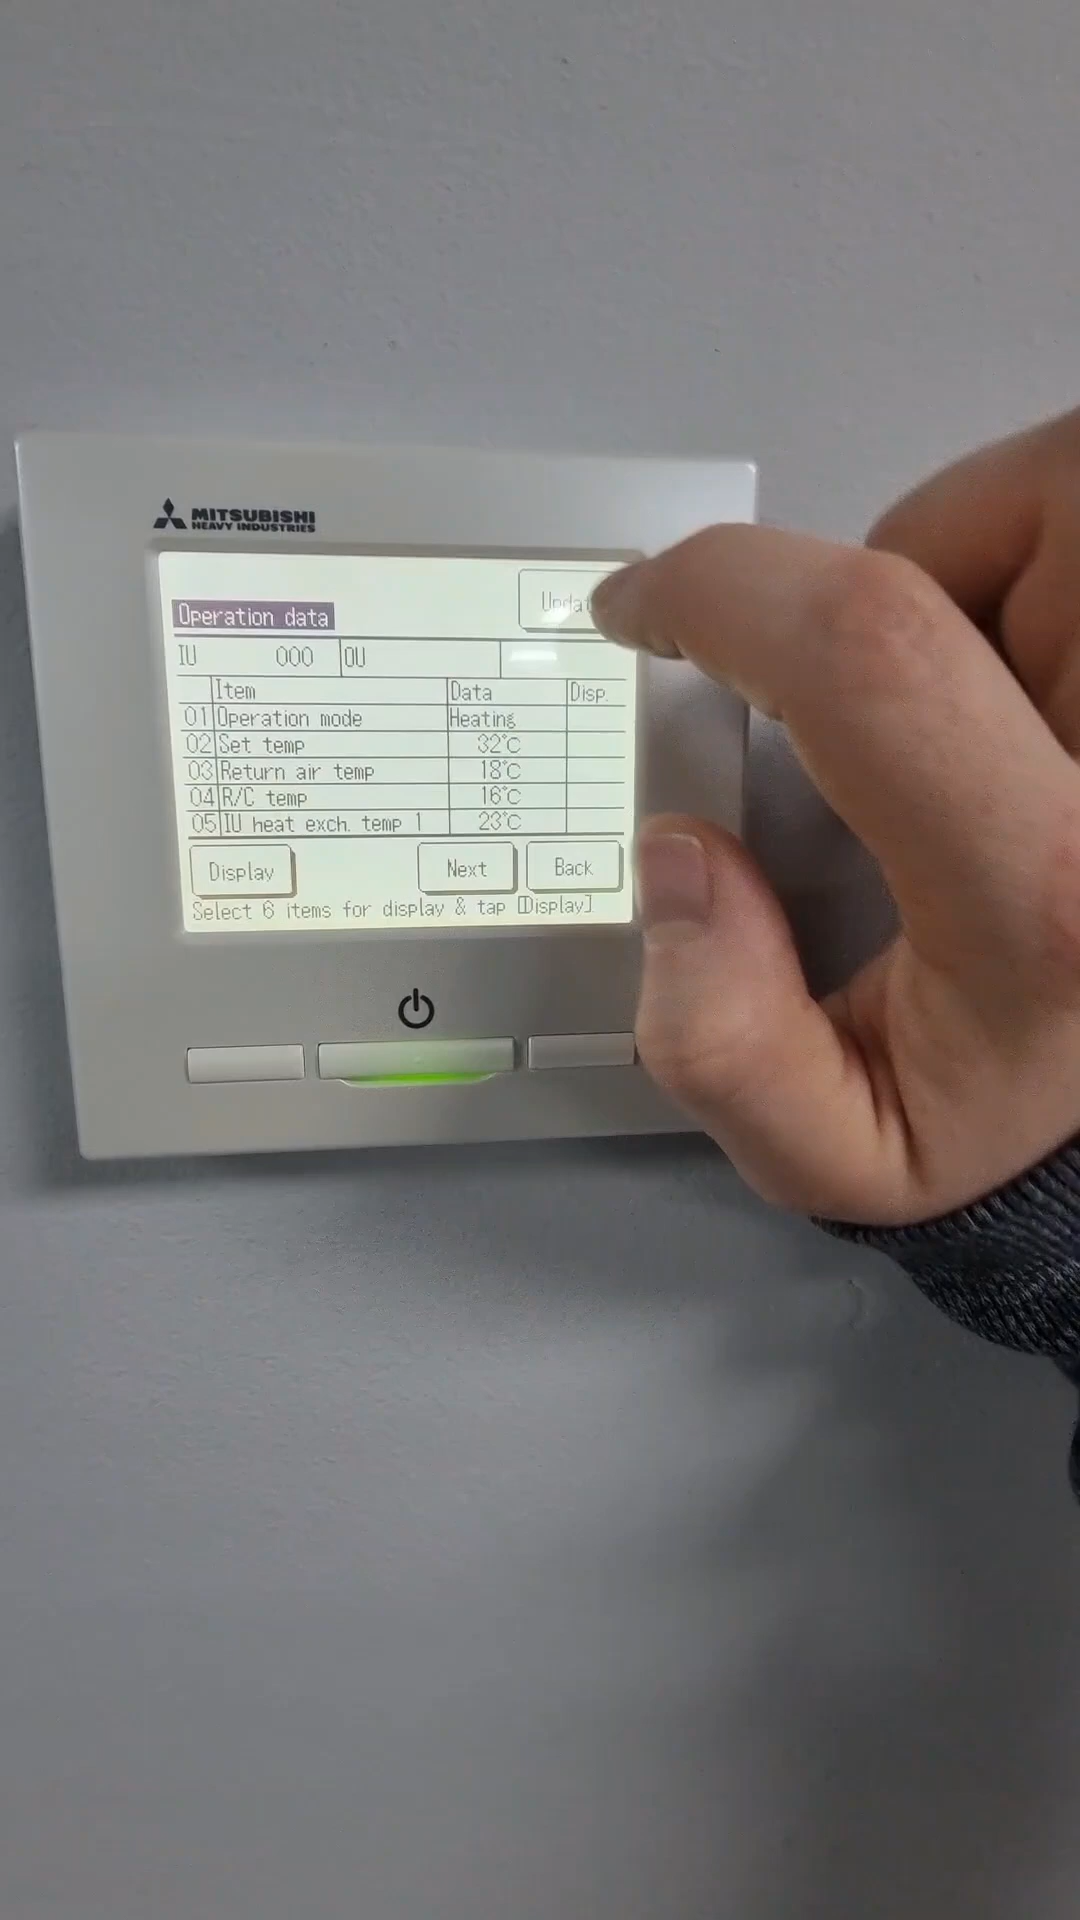 MITSUBISHI
HEAVY INDUSTRIES
Operation data
IU 000 OU
Item Data Disp.
01 Operation mode Heating
02 Set temp 32°C
03 Return air temp 18°C
04 R/C temp 16°C
05 IU heat exch. temp 1 23°C
Display Next Back
Select 6 items for display & tap [Display].